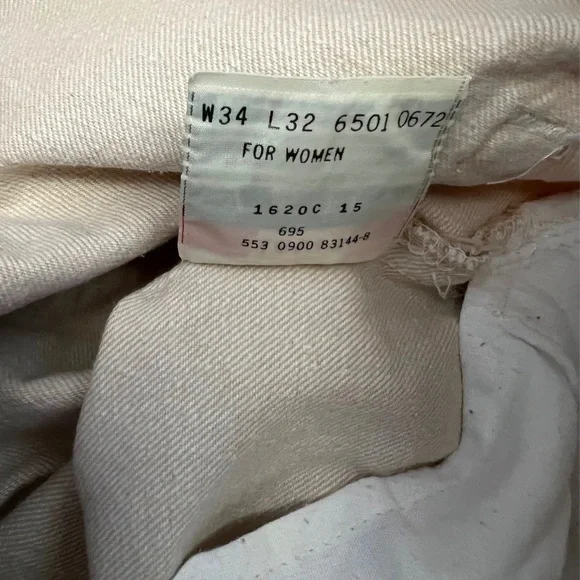 W34 L32 6501 0672
FOR WOMEN
1620C 15
695
553 0900 83144-8